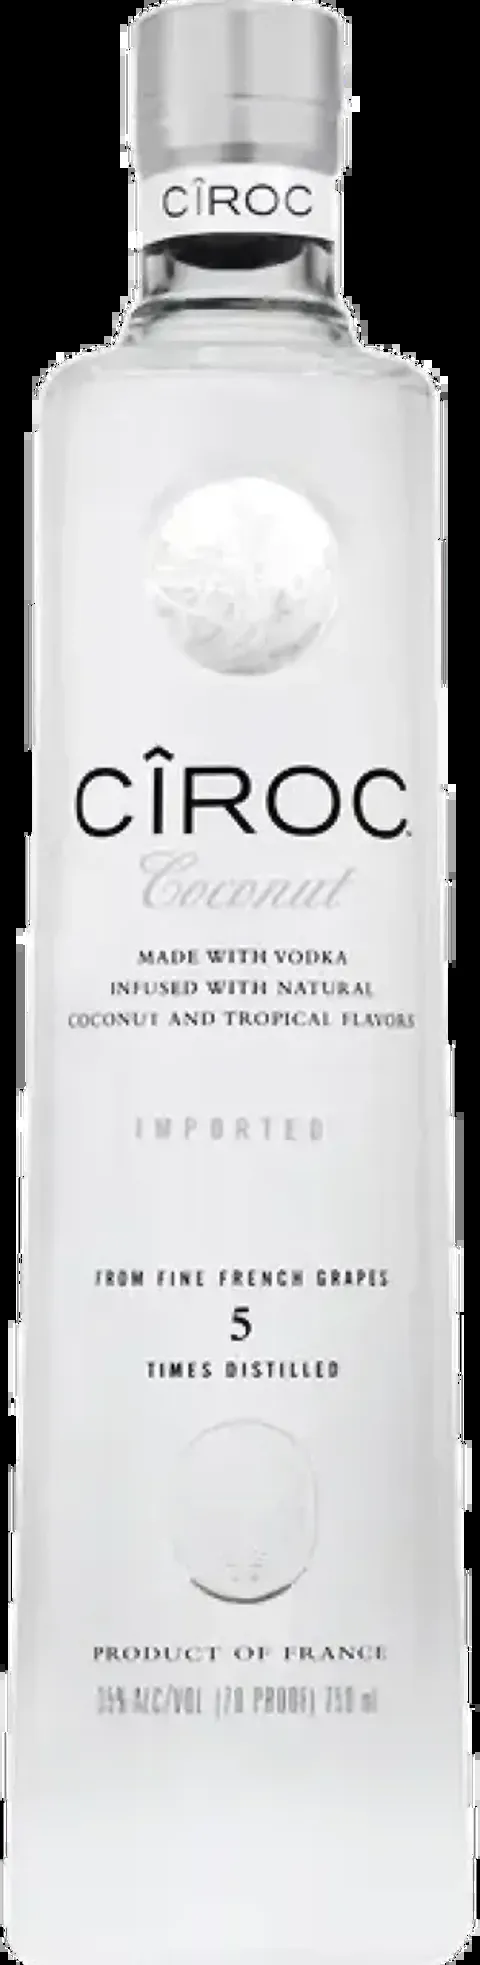 CÎROC
CÎROC
Coconut
MADE WITH VODKA
INFUSED WITH NATURAL
COCONUT AND TROPICAL FLAVORS
IMPORTED
FROM FINE FRENCH GRAPES
5
TIMES DISTILLED
PRODUCT OF FRANCE
35% ALC/VOL (70 PROOF) 750 ml